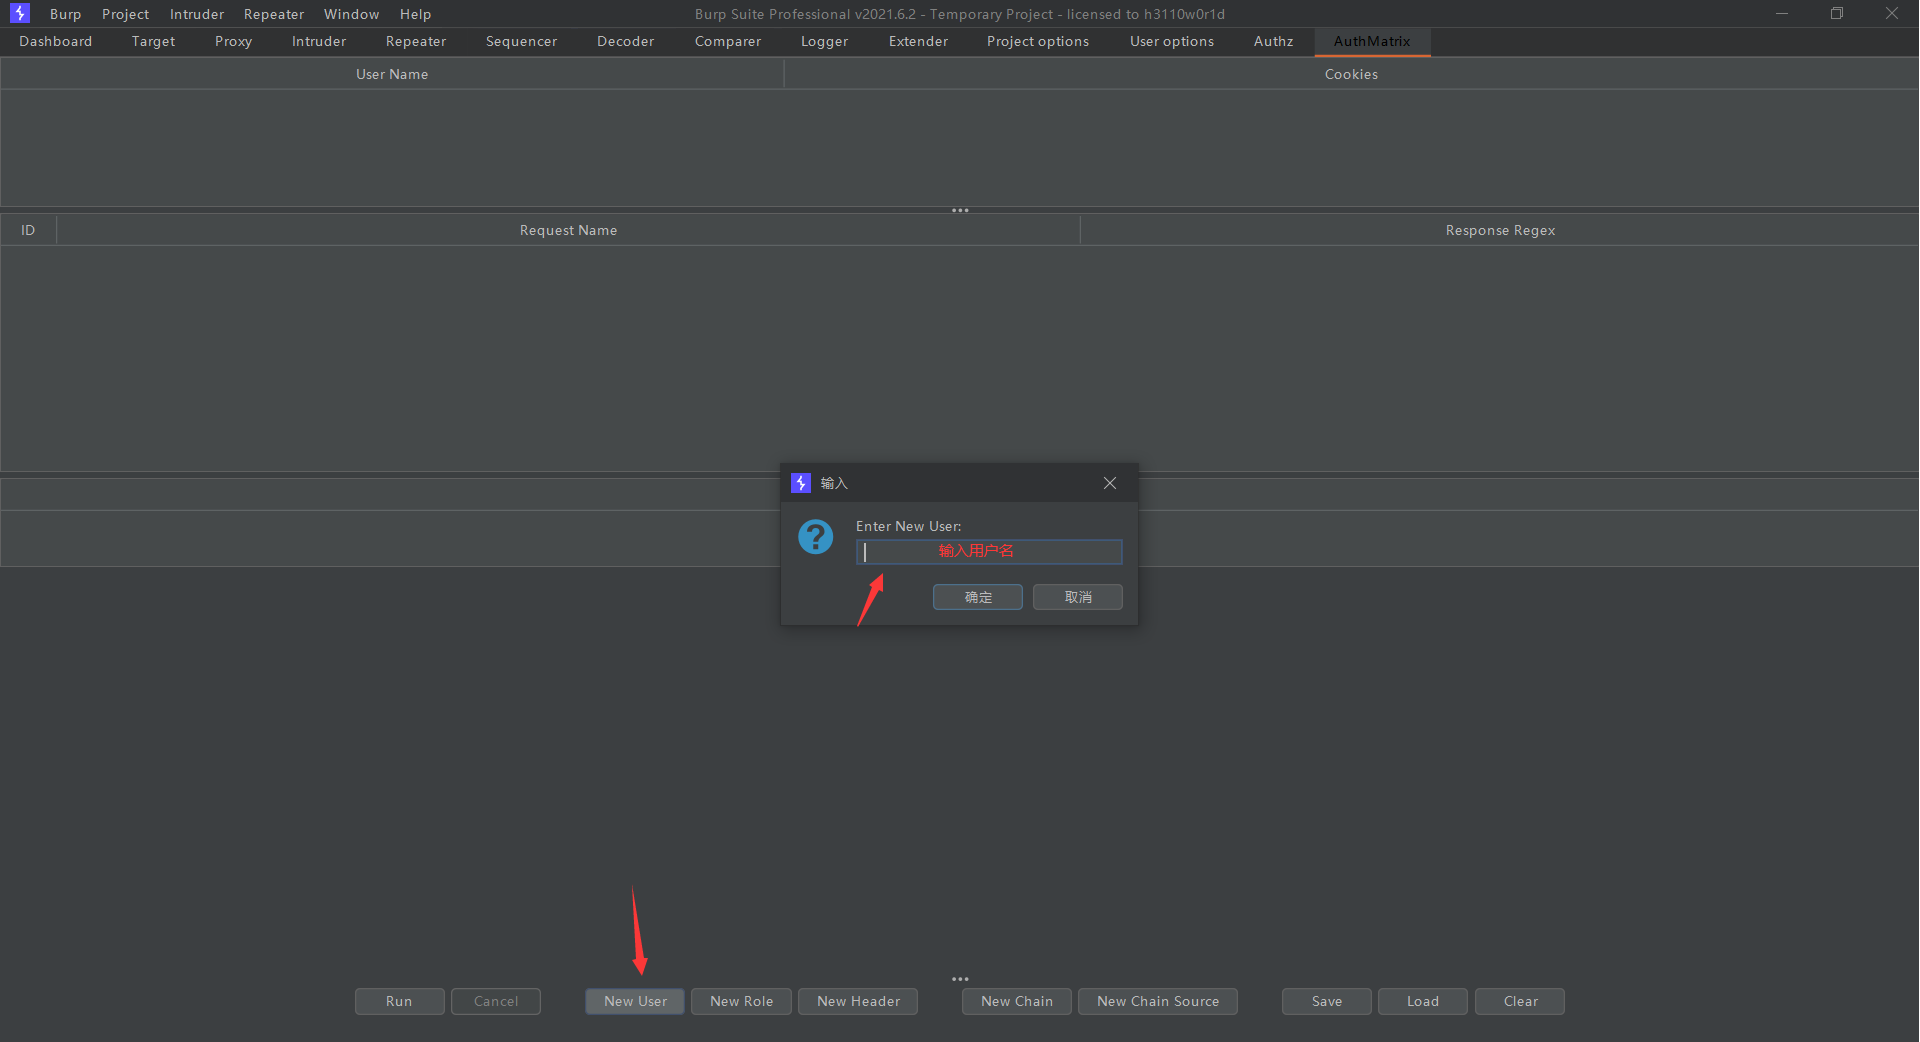 Burp Project Intruder Repeater Window Help Burp Suite Professional v2021.6.2 - Temporary Project - licensed to h3110w0r1d
Dashboard Target Proxy Intruder Repeater Sequencer Decoder Comparer Logger Extender Project options User options Authz AuthMatrix
User Name Cookies
ID Request Name Response Regex
输入
Enter New User:
输入用户名
确定 取消
Run Cancel New User New Role New Header New Chain New Chain Source Save Load Clear